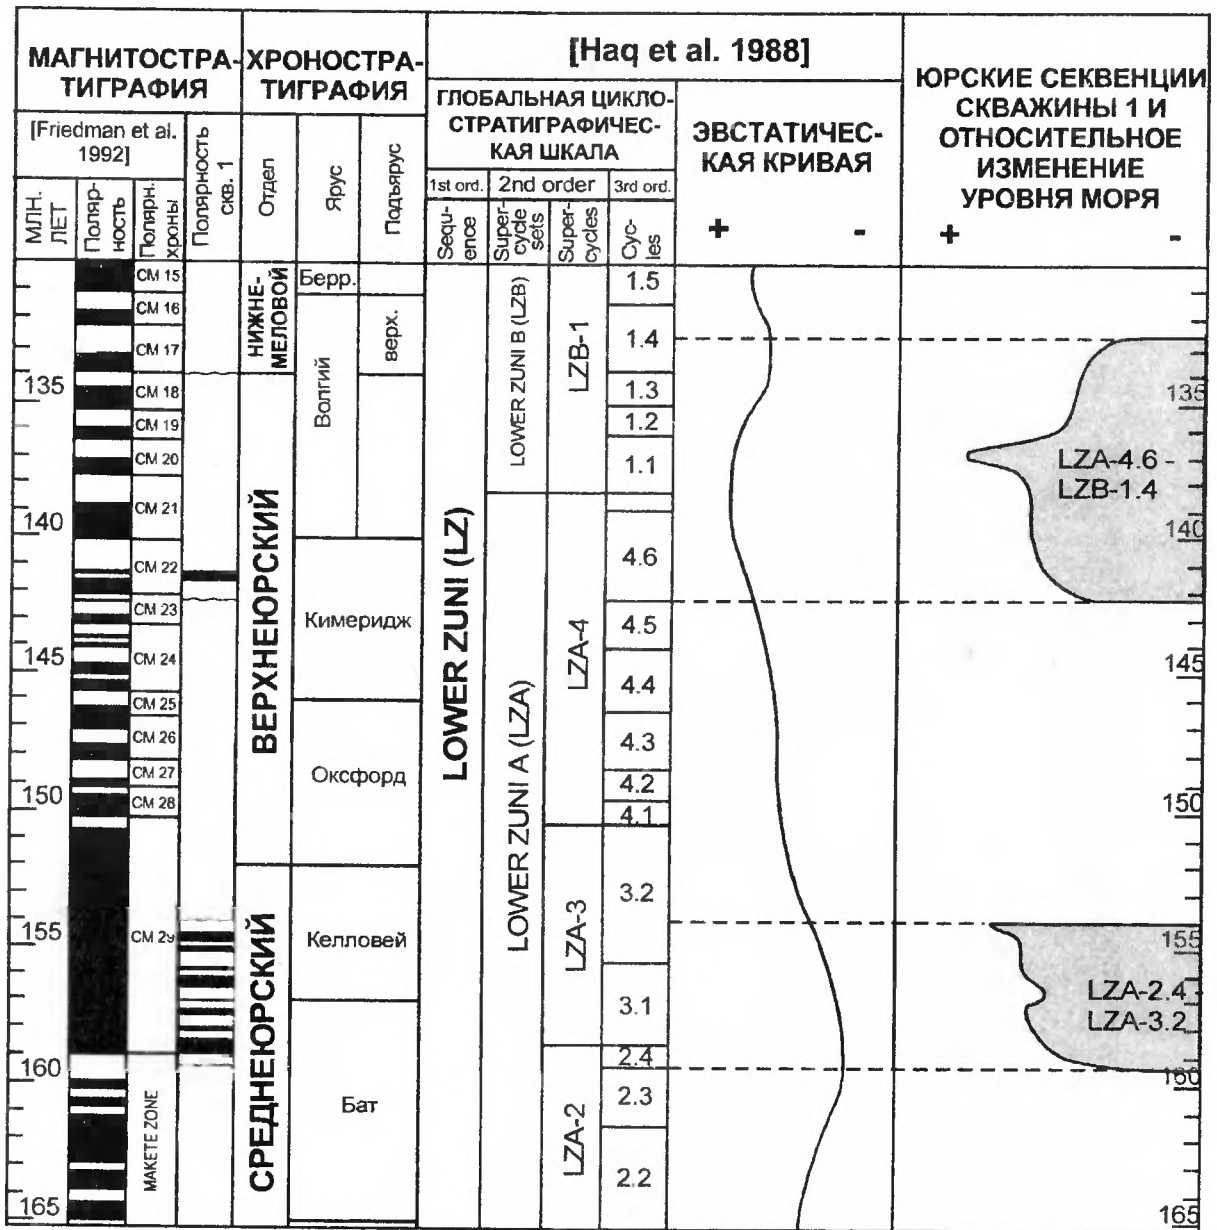 МАГНИТОСТРА-
ТИГРАФИЯ
ХРОНОСТРА-
ТИГРАФИЯ
[Haq et al. 1988]
ЮРСКИЕ СЕКВЕНЦИИ
СКВАЖИНЫ 1 И
ОТНОСИТЕЛЬНОЕ
ИЗМЕНЕНИЕ
УРОВНЯ МОРЯ
+ -
[Friedman et al.
1992]
Полярность
скв. 1
Отдел
Ярус
Подъярус
ГЛОБАЛЬНАЯ ЦИКЛО-
СТРАТИГРАФИЧЕС-
КАЯ ШКАЛА
ЭВСТАТИЧЕС-
КАЯ КРИВАЯ
+ -
1st ord.
2nd order
3rd ord.
МЛН.
ЛЕТ
Поляр-
ность
Полярн.
хроны
Sequ-
ence
Super-
cycle
sets
Super-
cycles
Cyc-
les
135
140
145
150
155
160
165
CM 15
CM 16
CM 17
CM 18
CM 19
CM 20
CM 21
CM 22
CM 23
CM 24
CM 25
CM 26
CM 27
CM 28
CM 29
MAKETE ZONE
НИЖНЕ-
МЕЛОВОЙ
ВЕРХНЕЮРСКИЙ
СРЕДНЕЮРСКИЙ
Берр.
Волгий
верх.
Кимеридж
Оксфорд
Келловей
Бат
LOWER ZUNI (LZ)
LOWER ZUNI B (LZB)
LOWER ZUNI A (LZA)
LZB-1
LZA-4
LZA-3
LZA-2
1.5
1.4
1.3
1.2
1.1
4.6
4.5
4.4
4.3
4.2
4.1
3.2
3.1
2.4
2.3
2.2
135
LZA-4.6 -
LZB-1.4
140
145
150
155
LZA-2.4 -
LZA-3.2
160
165